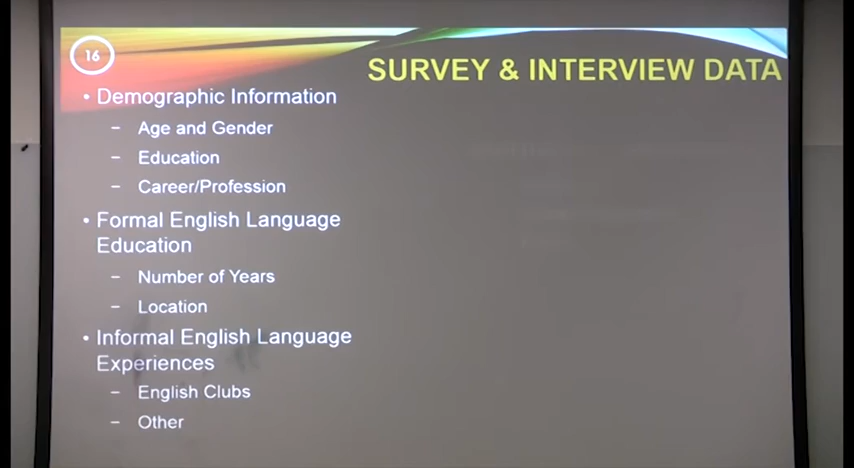 16
SURVEY & INTERVIEW DATA
• Demographic Information
– Age and Gender
– Education
– Career/Profession
• Formal English Language
Education
– Number of Years
– Location
• Informal English Language
Experiences
– English Clubs
– Other